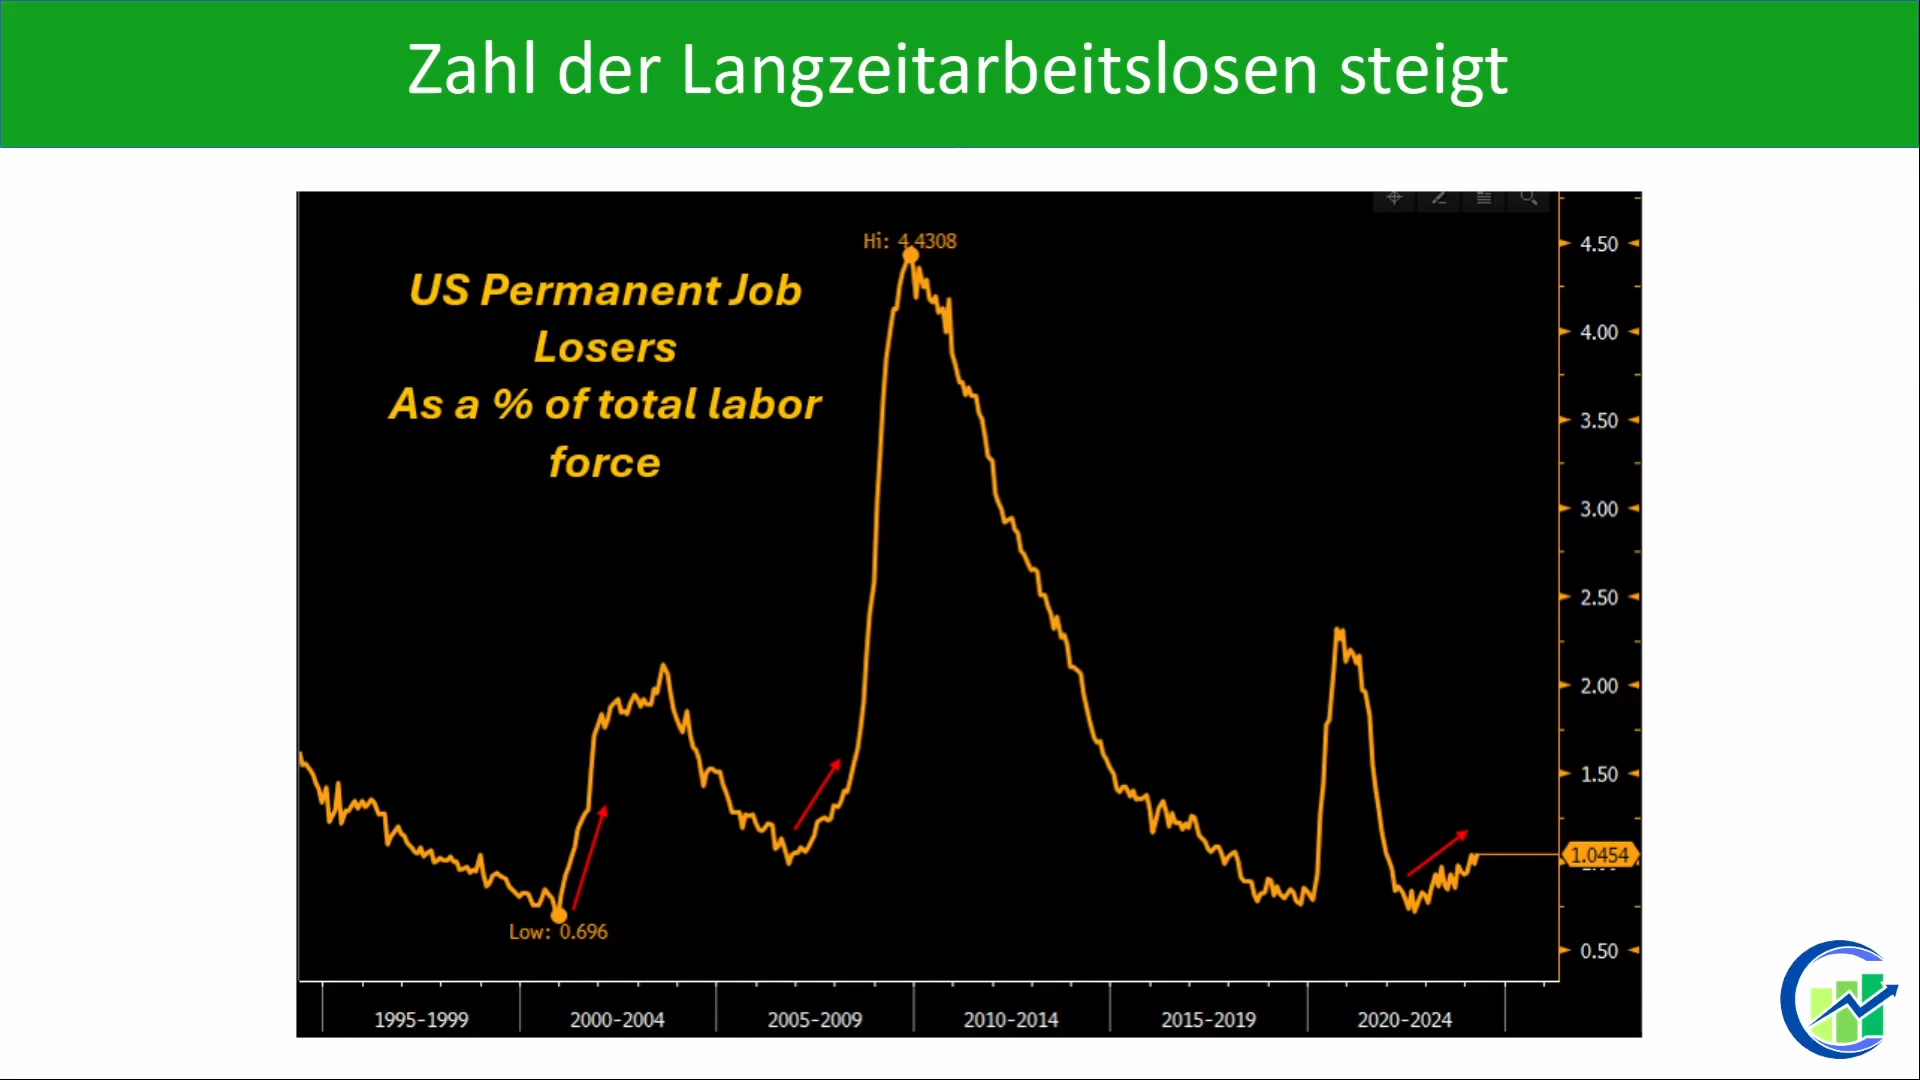 Zahl der Langzeitarbeitslosen steigt
Hi: 4.4308
US Permanent Job
Losers
As a % of total labor
force
Low: 0.696
4.50
4.00
3.50
3.00
2.50
2.00
1.50
1.0454
0.50
1995-1999 2000-2004 2005-2009 2010-2014 2015-2019 2020-2024